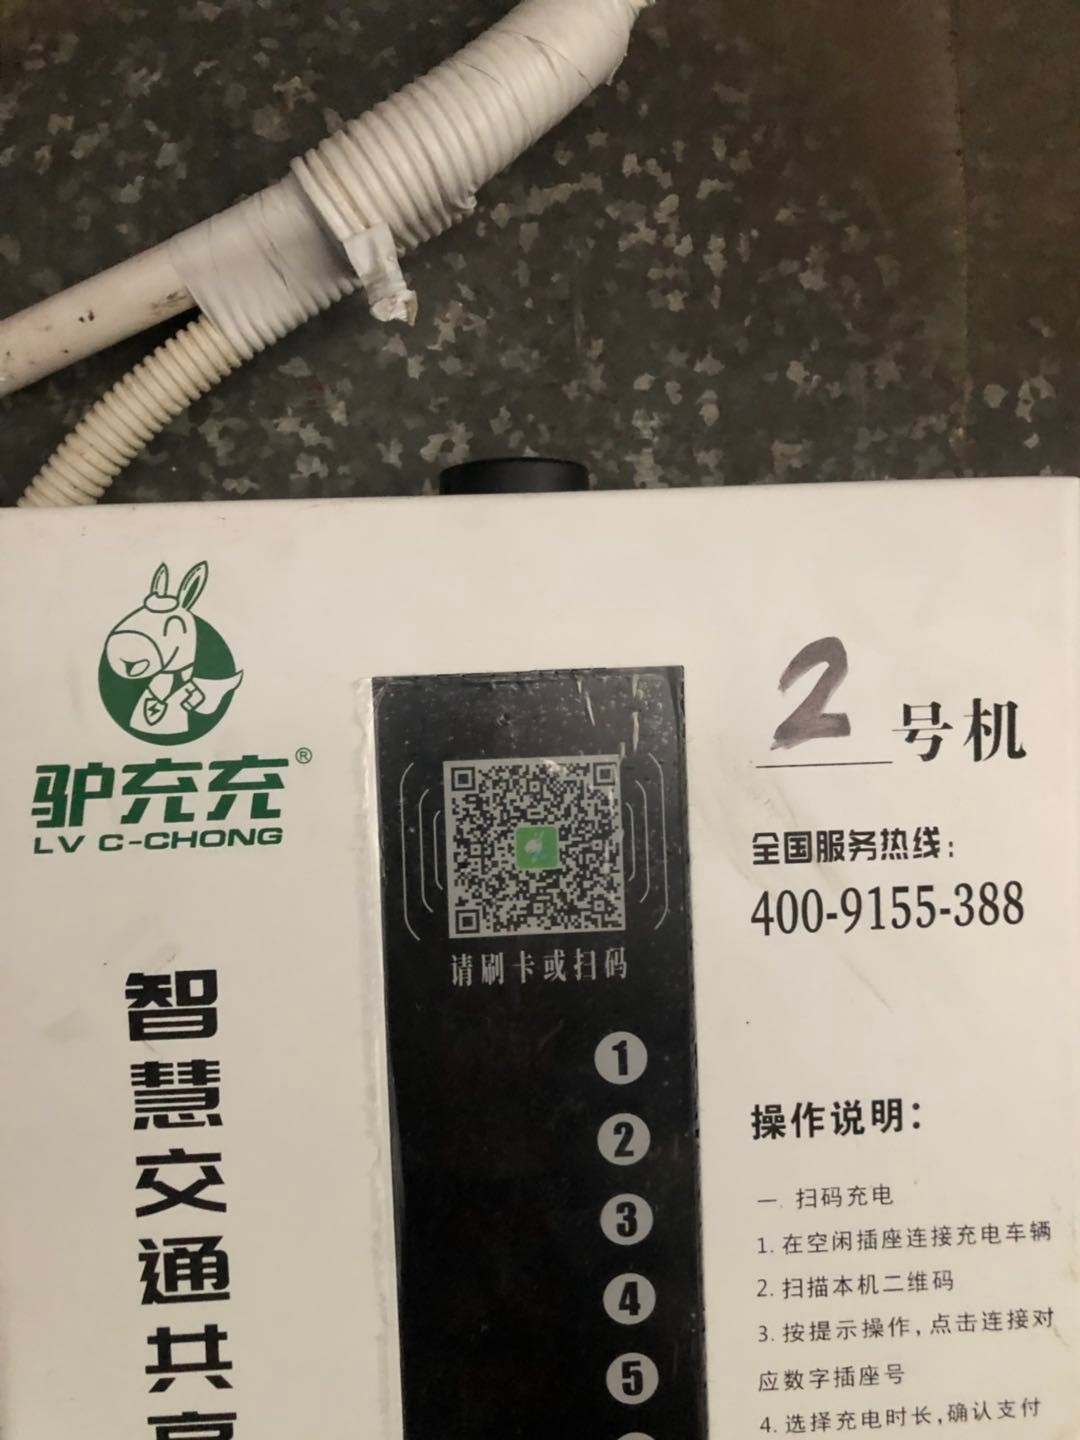 驴充充®
LV C-CHONG
智慧交通共享
请刷卡或扫码
1
2
3
4
5
2号机
全国服务热线：
400-9155-388
操作说明：
一. 扫码充电
1. 在空闲插座连接充电车辆
2. 扫描本机二维码
3. 按提示操作，点击连接对
应数字插座号
4. 选择充电时长，确认支付